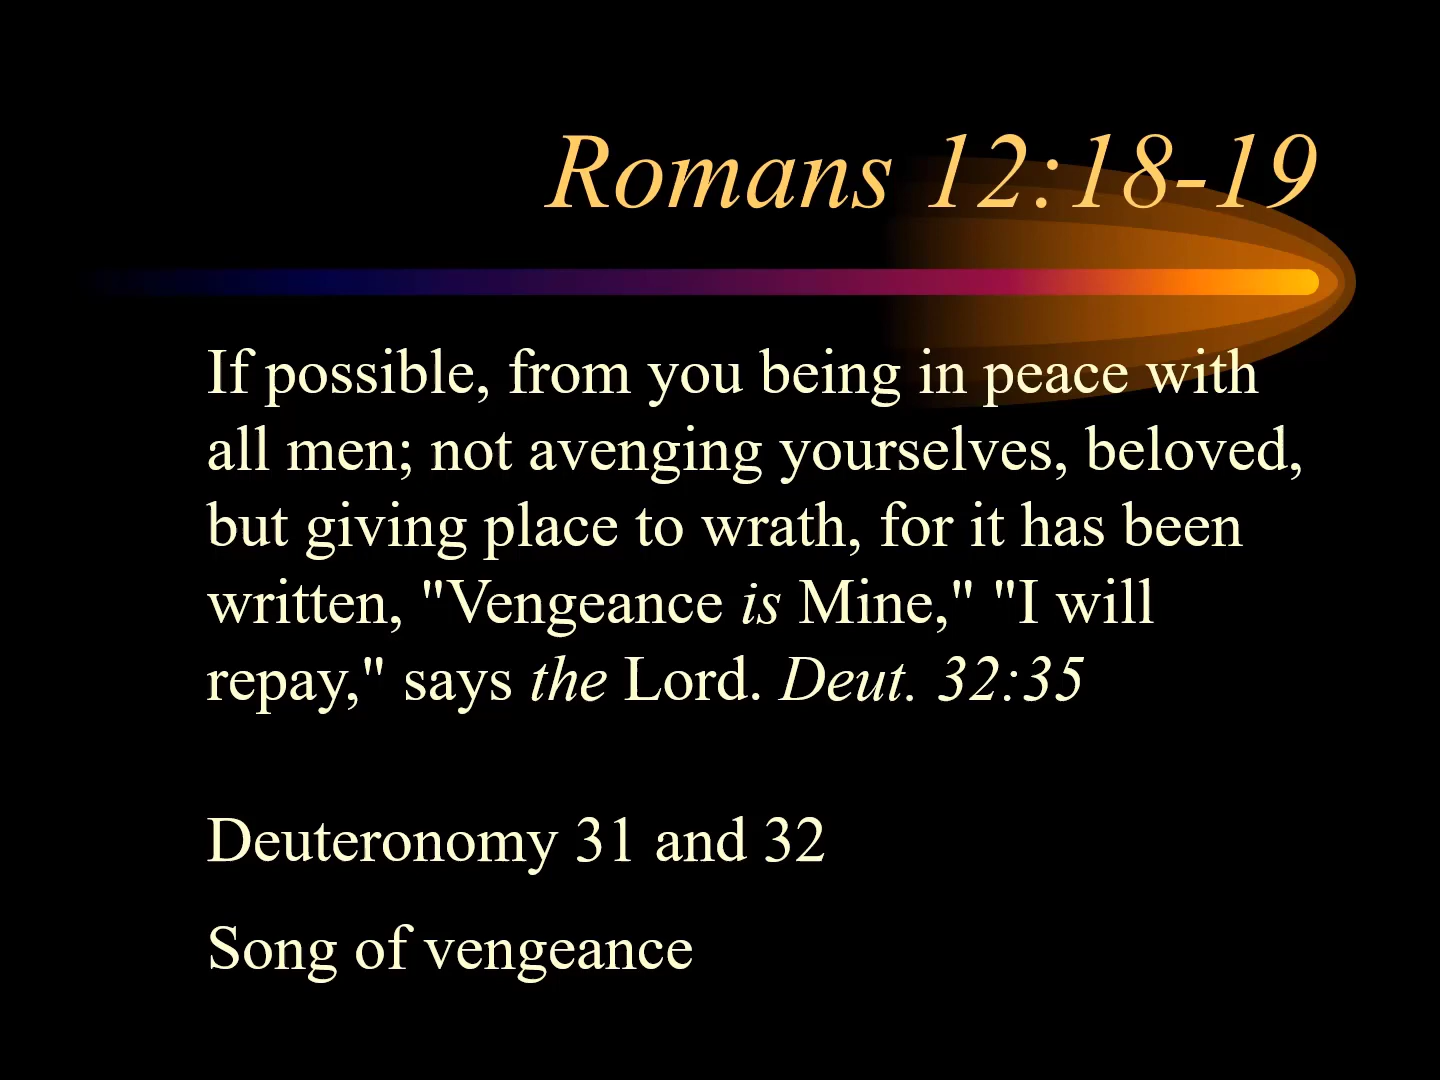 Romans 12:18-19
If possible, from you being in peace with
all men; not avenging yourselves, beloved,
but giving place to wrath, for it has been
written, "Vengeance is Mine," "I will
repay," says the Lord. Deut. 32:35
Deuteronomy 31 and 32
Song of vengeance